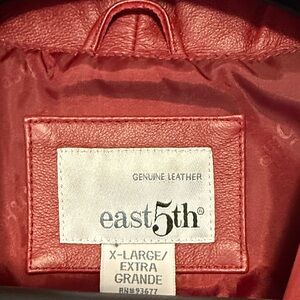 GENUINE LEATHER
east5th®
X-LARGE/
EXTRA
GRANDE
RN#93677